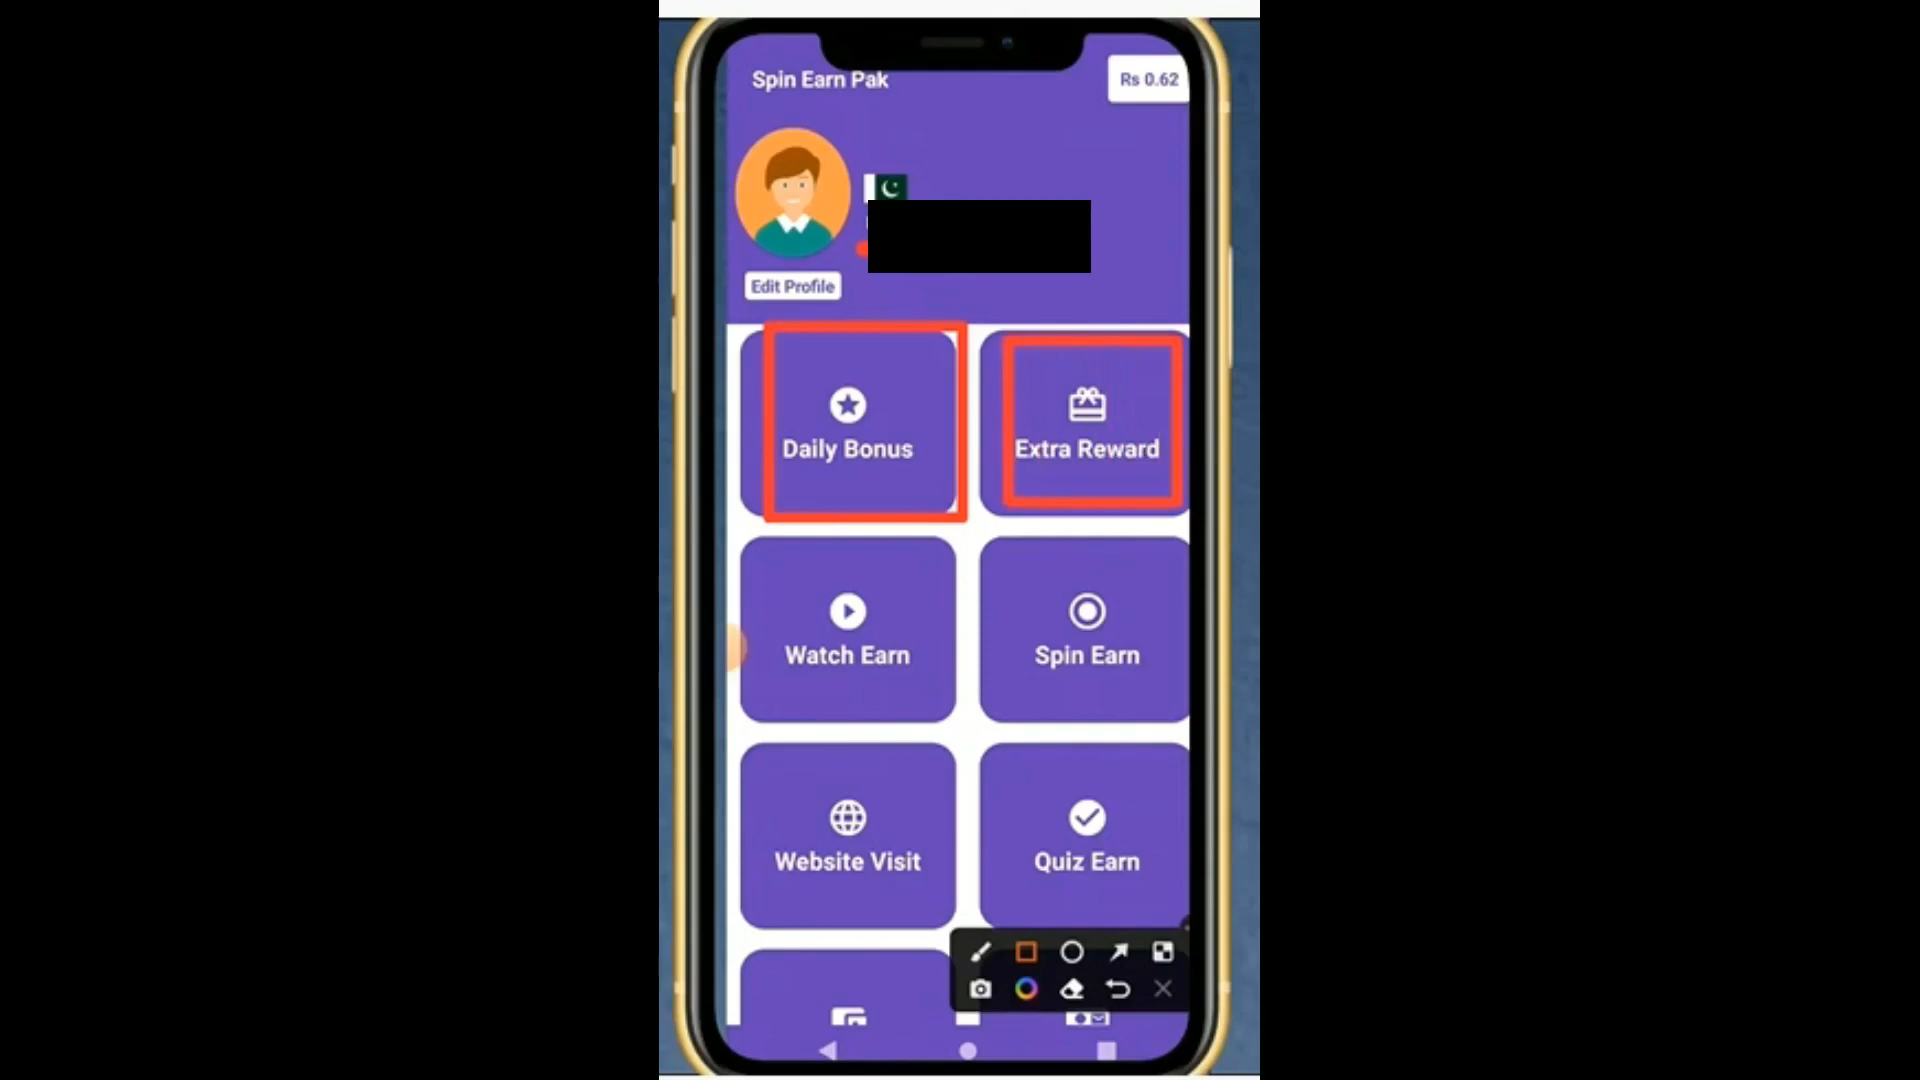 Spin Earn Pak
Rs 0.62
Edit Profile
Daily Bonus
Extra Reward
Watch Earn
Spin Earn
Website Visit
Quiz Earn